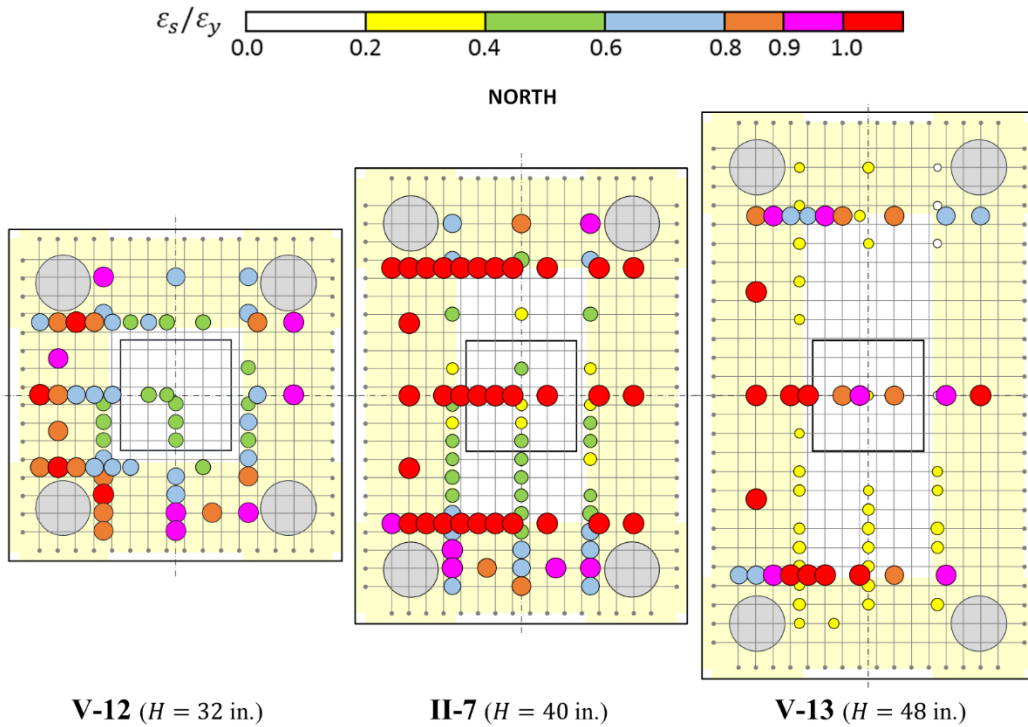 εₛ/εᵧ
0.0 0.2 0.4 0.6 0.8 0.9 1.0
NORTH
V-12 (H = 32 in.) II-7 (H = 40 in.) V-13 (H = 48 in.)